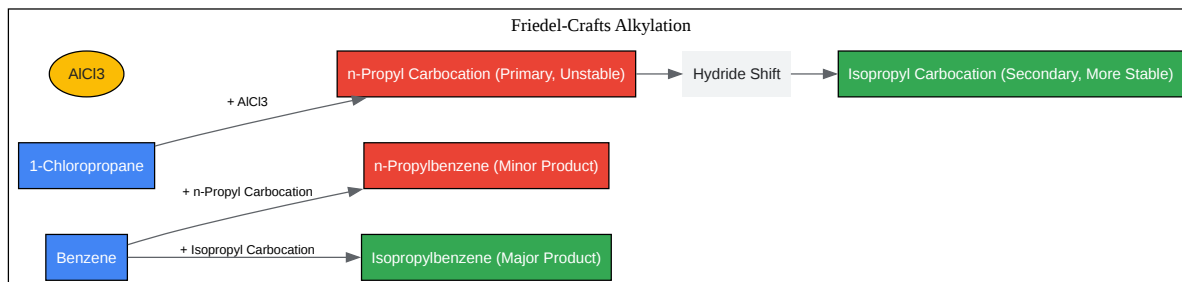 Friedel-Crafts Alkylation
AlCl3
n-Propyl Carbocation (Primary, Unstable)
Hydride Shift
Isopropyl Carbocation (Secondary, More Stable)
+ AlCl3
1-Chloropropane
n-Propylbenzene (Minor Product)
+ n-Propyl Carbocation
Benzene
+ Isopropyl Carbocation
Isopropylbenzene (Major Product)